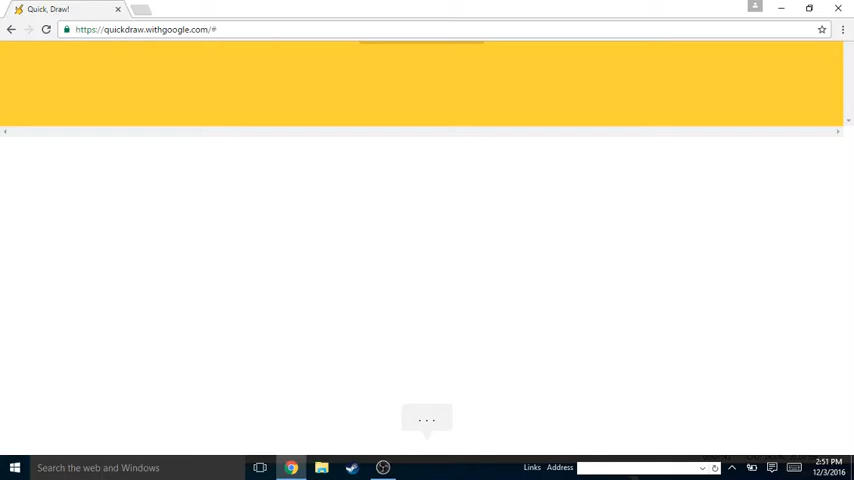 Quick, Draw!
https://quickdraw.withgoogle.com/#
. . .
Search the web and Windows
Links
Address
2:51 PM
12/3/2016